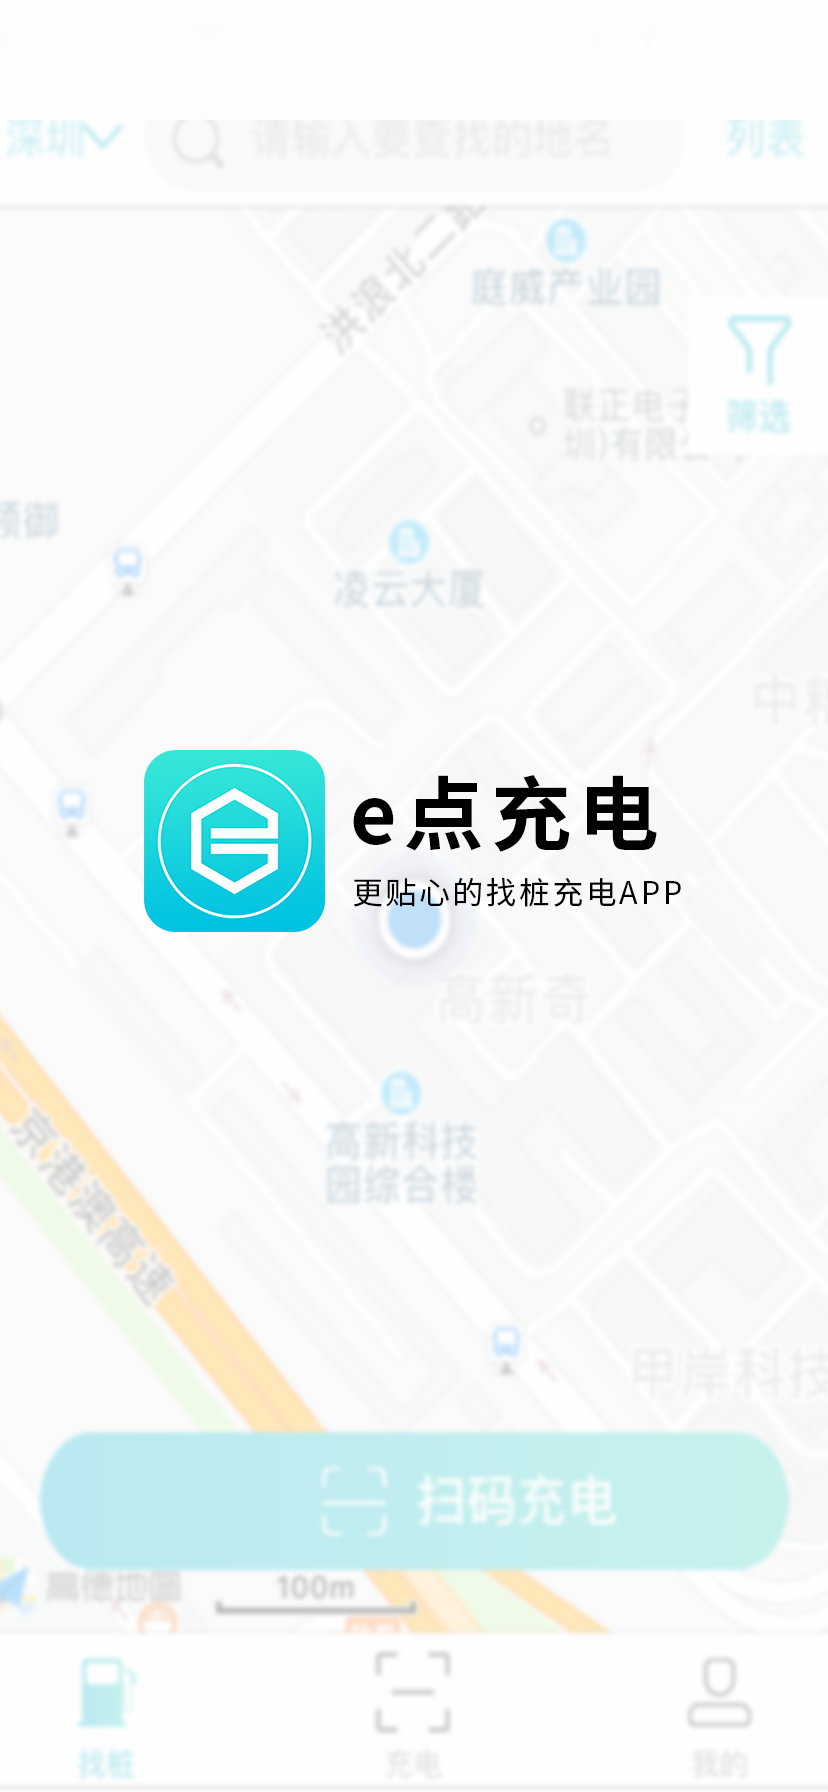 深圳
请输入要查找的地名
列表
洪浪北二路
庭威产业园
筛选
联正电子
圳)有限公司
凌云大厦
e点充电
更贴心的找桩充电APP
高新奇
高新科技
园综合楼
京港澳高速
甲岸科技
扫码充电
高德地图
100m
找桩
充电
我的